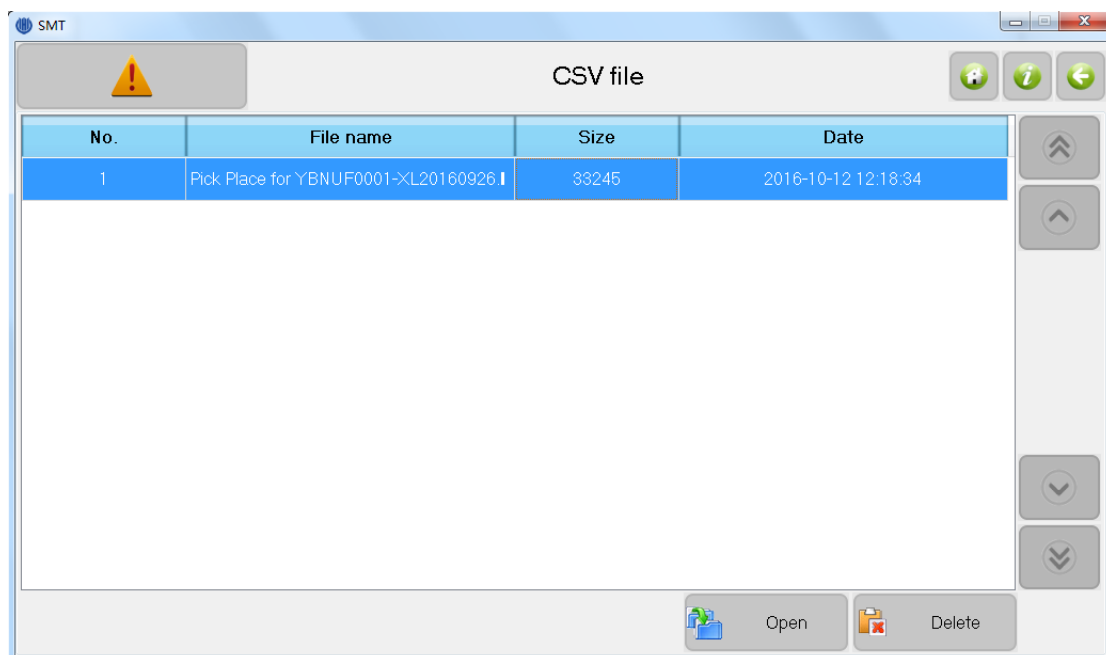 SMT
CSV file
No. File name Size Date
1 Pick Place for YBNUF0001-XL20160926. 33245 2016-10-12 12:18:34
Open Delete